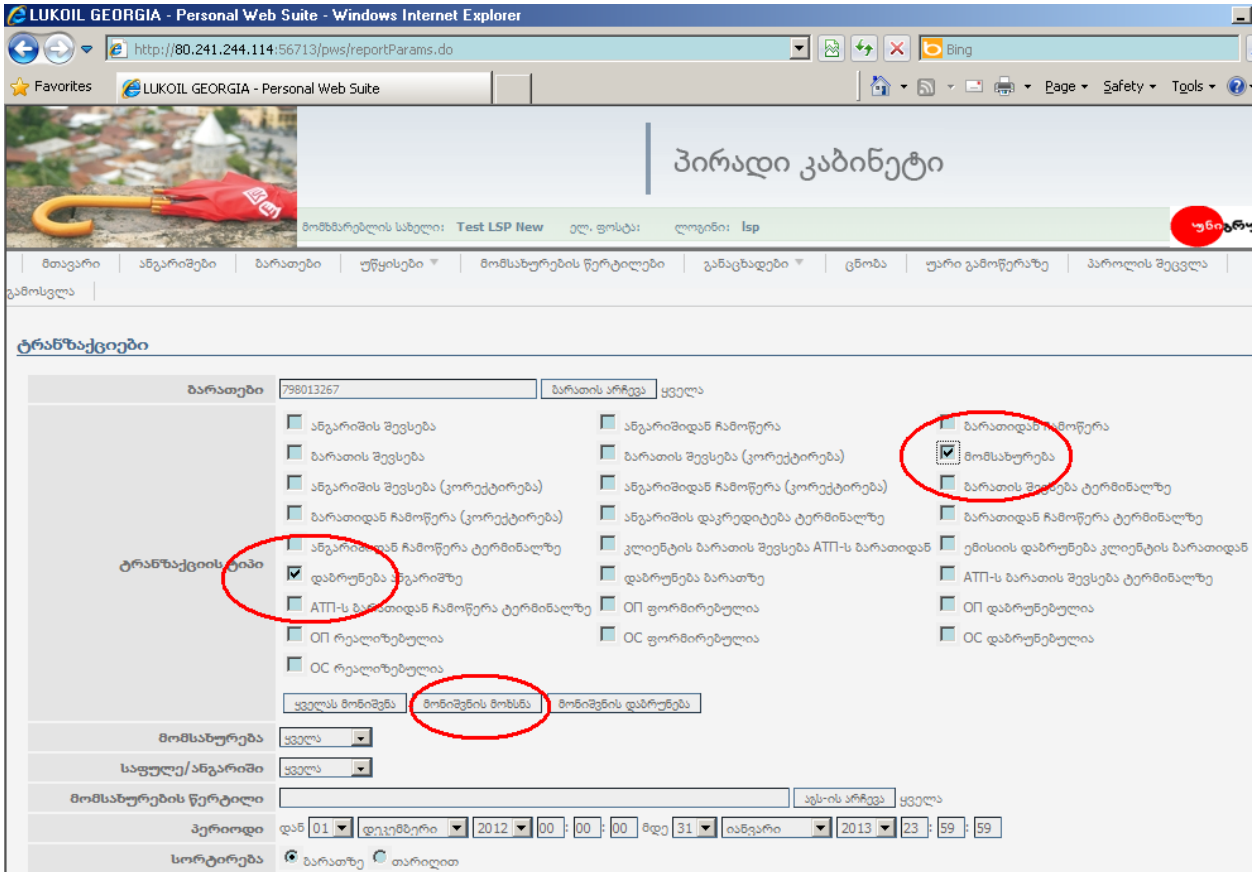 LUKOIL GEORGIA - Personal Web Suite - Windows Internet Explorer
http://80.241.244.114:56713/pws/reportParams.do
Bing
Favorites
LUKOIL GEORGIA - Personal Web Suite
Page Safety Tools
პირადი კაბინეტი
მომხმარებლის სახელი: Test LSP New ელ. ფოსტა: ლოგინი: lsp
მთავარი ანგარიშები ბარათები უწყისები მომსახურების წერტილები განაცხადები ცნობა უარი გამოწერაზე პაროლის შეცვლა
გამოსვლა
ტრანზაქციები
ბარათები 798013267 ბარათის არჩევა ყველა
ტრანზაქციის ტიპი
ანგარიშის შევსება ანგარიშიდან ჩამოწერა ბარათიდან ჩამოწერა
ბარათის შევსება ბარათის შევსება (კორექტირება) მომსახურება
ანგარიშის შევსება (კორექტირება) ანგარიშიდან ჩამოწერა (კორექტირება) ბარათის შევსება ტერმინალზე
ბარათიდან ჩამოწერა (კორექტირება) ანგარიშის დაკრედიტება ტერმინალზე ბარათიდან ჩამოწერა ტერმინალზე
ანგარიშიდან ჩამოწერა ტერმინალზე კლიენტის ბარათის შევსება АТП-ს ბარათიდან ემისიის დაბრუნება კლიენტის ბარათიდან
დაბრუნება ანგარიშზე დაბრუნება ბარათზე АТП-ს ბარათის შევსება ტერმინალზე
АТП-ს ბარათიდან ჩამოწერა ტერმინალზე ОП ფორმირებულია ОП დაბრუნებულია
ОП რეალიზებულია ОС ფორმირებულია ОС დაბრუნებულია
ОС რეალიზებულია
ყველას მონიშვნა მონიშვნის მოხსნა მონიშვნის დაბრუნება
მომსახურება ყველა
საფულე/ანგარიში ყველა
მომსახურების წერტილი აგს-ის არჩევა ყველა
პერიოდი დან 01 დეკემბერი 2012 00 : 00 : 00 მდე 31 იანვარი 2013 23 : 59 : 59
სორტირება ბარათზე თარიღით